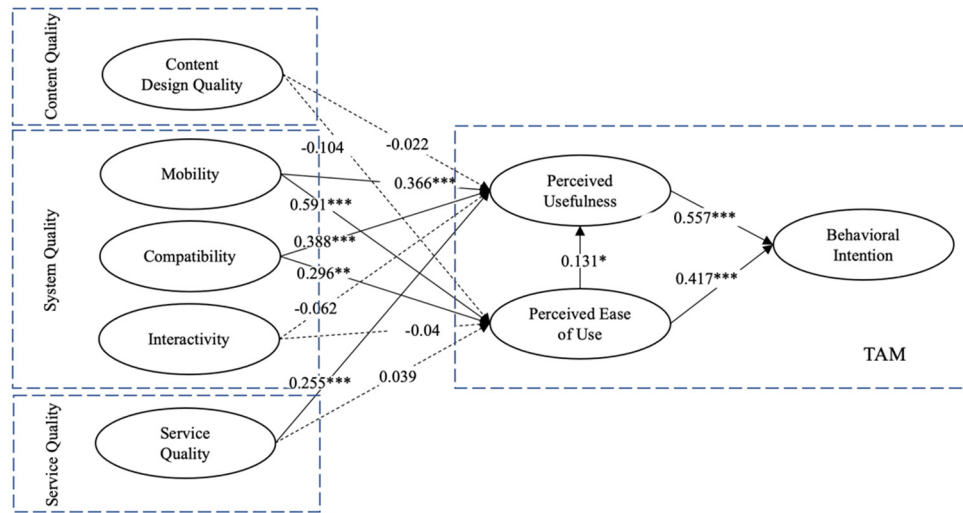 Content Quality
Content
Design Quality
System Quality
Mobility
Compatibility
Interactivity
Service Quality
Service
Quality
-0.104
-0.022
0.366***
0.591***
0.388***
0.296**
-0.062
-0.04
0.255***
0.039
Perceived
Usefulness
0.131*
Perceived Ease
of Use
0.557***
0.417***
Behavioral
Intention
TAM